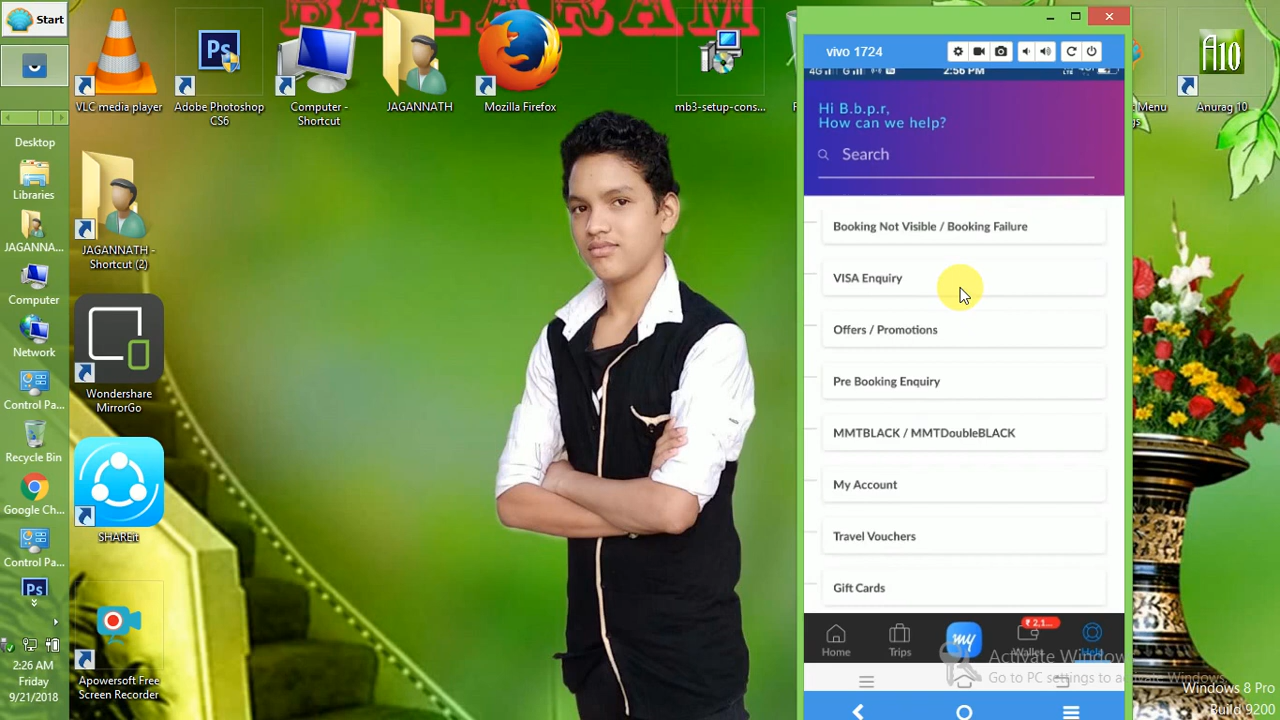 BALARAM
Start
VLC media player
Adobe Photoshop
CS6
Computer -
Shortcut
JAGANNATH
Mozilla Firefox
mb3-setup-cons...
Anurag 10
Desktop
Libraries
JAGANNA...
Computer
Network
Control Pa...
Recycle Bin
Google Ch...
Control Pa...
JAGANNATH -
Shortcut (2)
Wondershare
MirrorGo
SHAREit
Apowersoft Free
Screen Recorder
2:26 AM
Friday
9/21/2018
vivo 1724
2:56 PM
Hi B.b.p.r,
How can we help?
Search
Booking Not Visible / Booking Failure
VISA Enquiry
Offers / Promotions
Pre Booking Enquiry
MMTBLACK / MMTDoubleBLACK
My Account
Travel Vouchers
Gift Cards
Home
Trips
my
₹ 2,1...
Wallet
Help
Activate Windows
Go to PC settings to activate Windows.
Windows 8 Pro
Build 9200